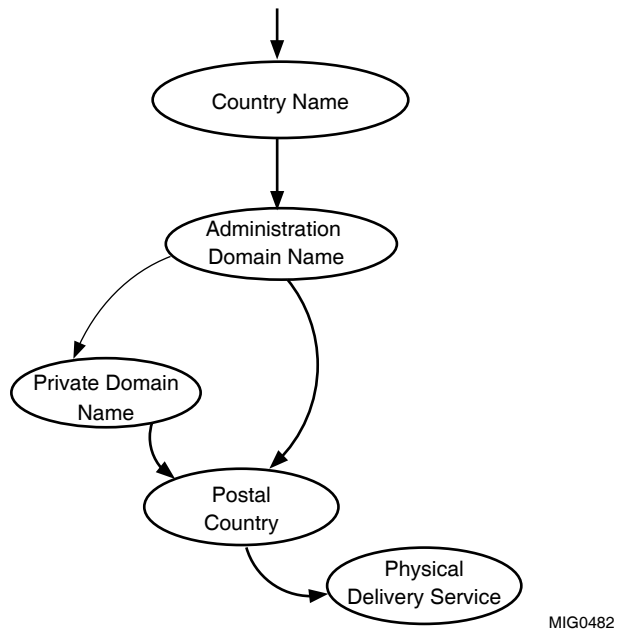 Country Name
Administration
Domain Name
Private Domain
Name
Postal
Country
Physical
Delivery Service
MIG0482